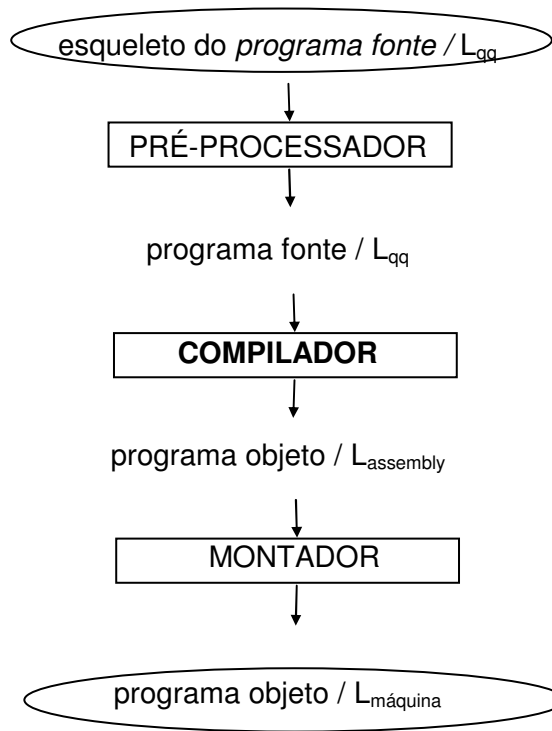 esqueleto do programa fonte / Lqq
PRÉ-PROCESSADOR
programa fonte / Lqq
COMPILADOR
programa objeto / Lassembly
MONTADOR
programa objeto / Lmáquina